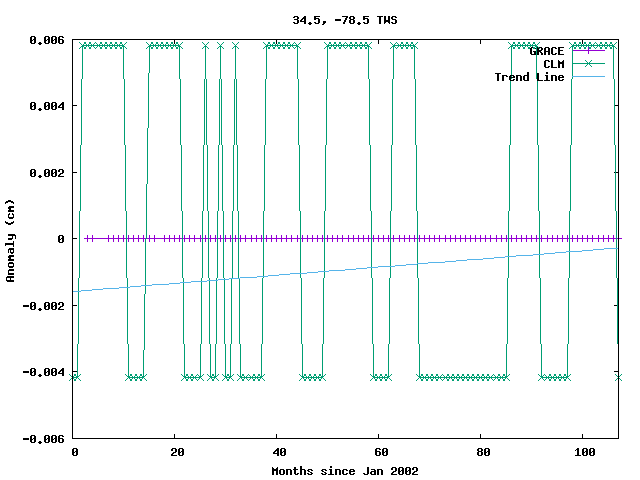 34.5, -78.5 TWS
GRACE
CLM
Trend Line
0.006
0.004
0.002
0
-0.002
-0.004
-0.006
Anomaly (cm)
0 20 40 60 80 100
Months since Jan 2002